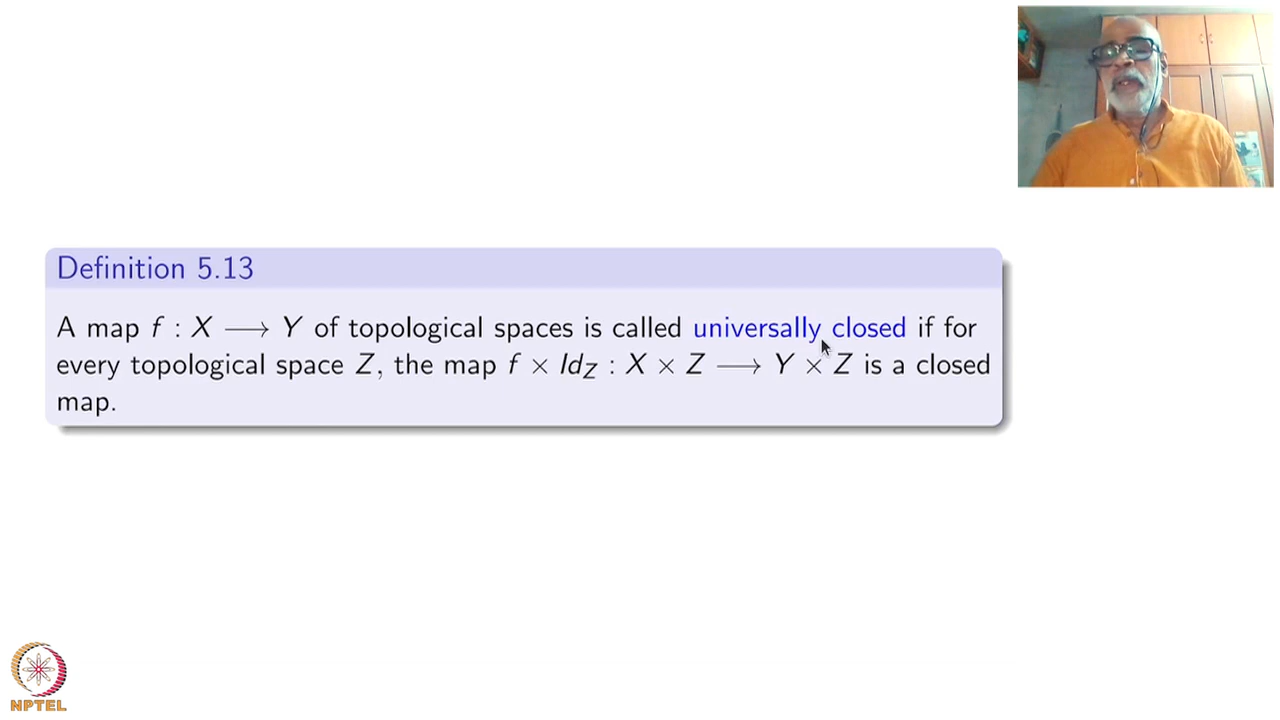 Definition 5.13
A map f : X ⟶ Y of topological spaces is called universally closed if for
every topological space Z, the map f × Id_Z : X × Z ⟶ Y × Z is a closed
map.
NPTEL